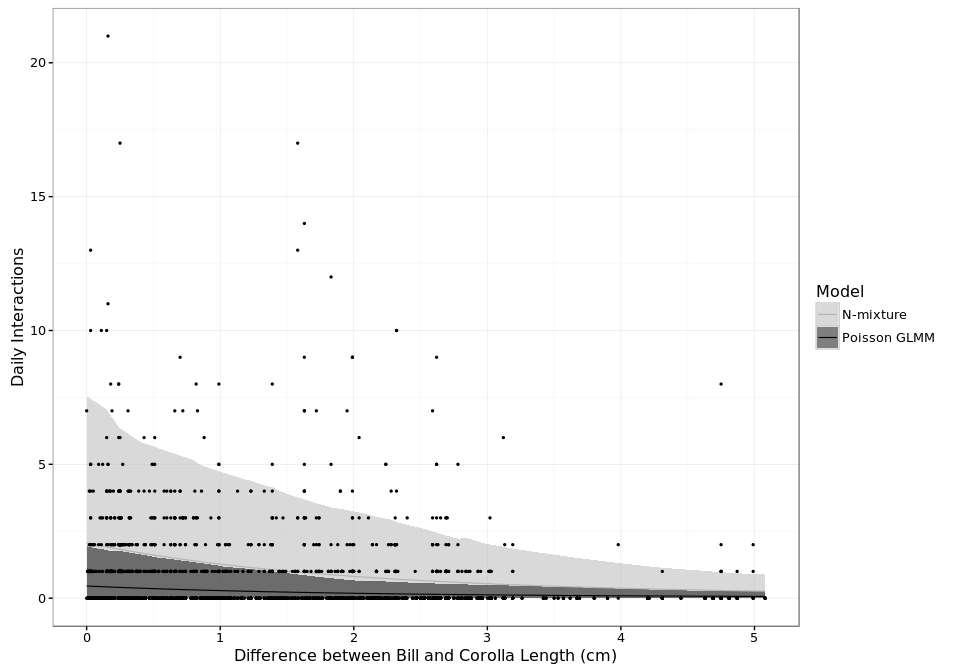 20
15
10
5
0
Daily Interactions
0 1 2 3 4 5
Difference between Bill and Corolla Length (cm)
Model
N-mixture
Poisson GLMM